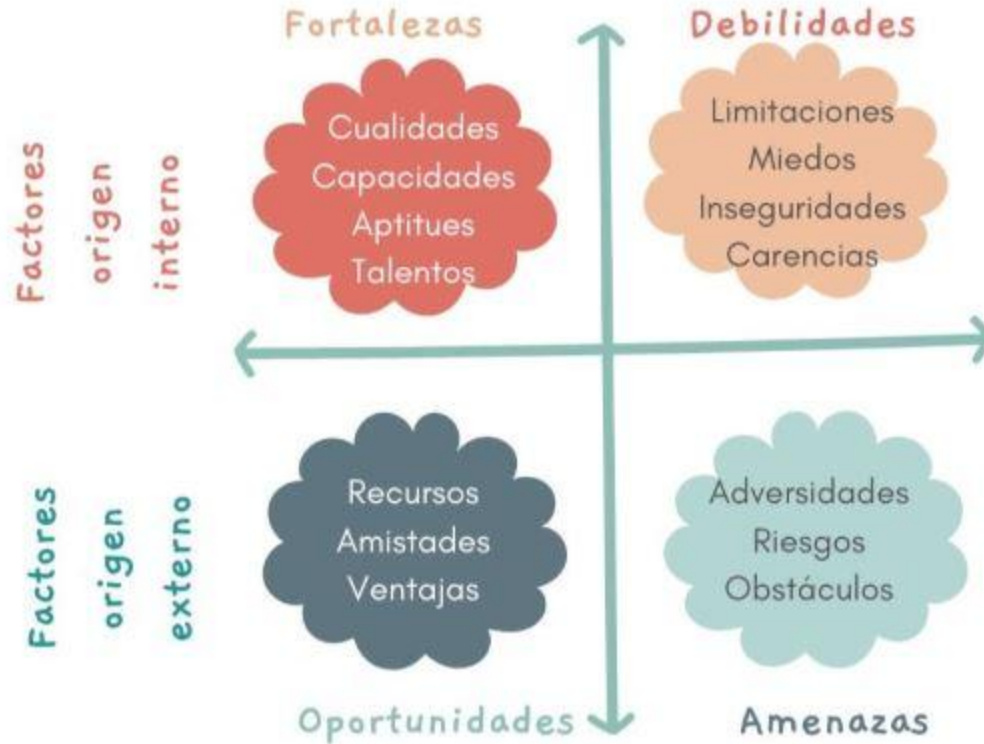 Fortalezas
Debilidades
Factores
origen
interno
Cualidades
Capacidades
Aptitues
Talentos
Limitaciones
Miedos
Inseguridades
Carencias
Factores
origen
externo
Recursos
Amistades
Ventajas
Adversidades
Riesgos
Obstáculos
Oportunidades
Amenazas